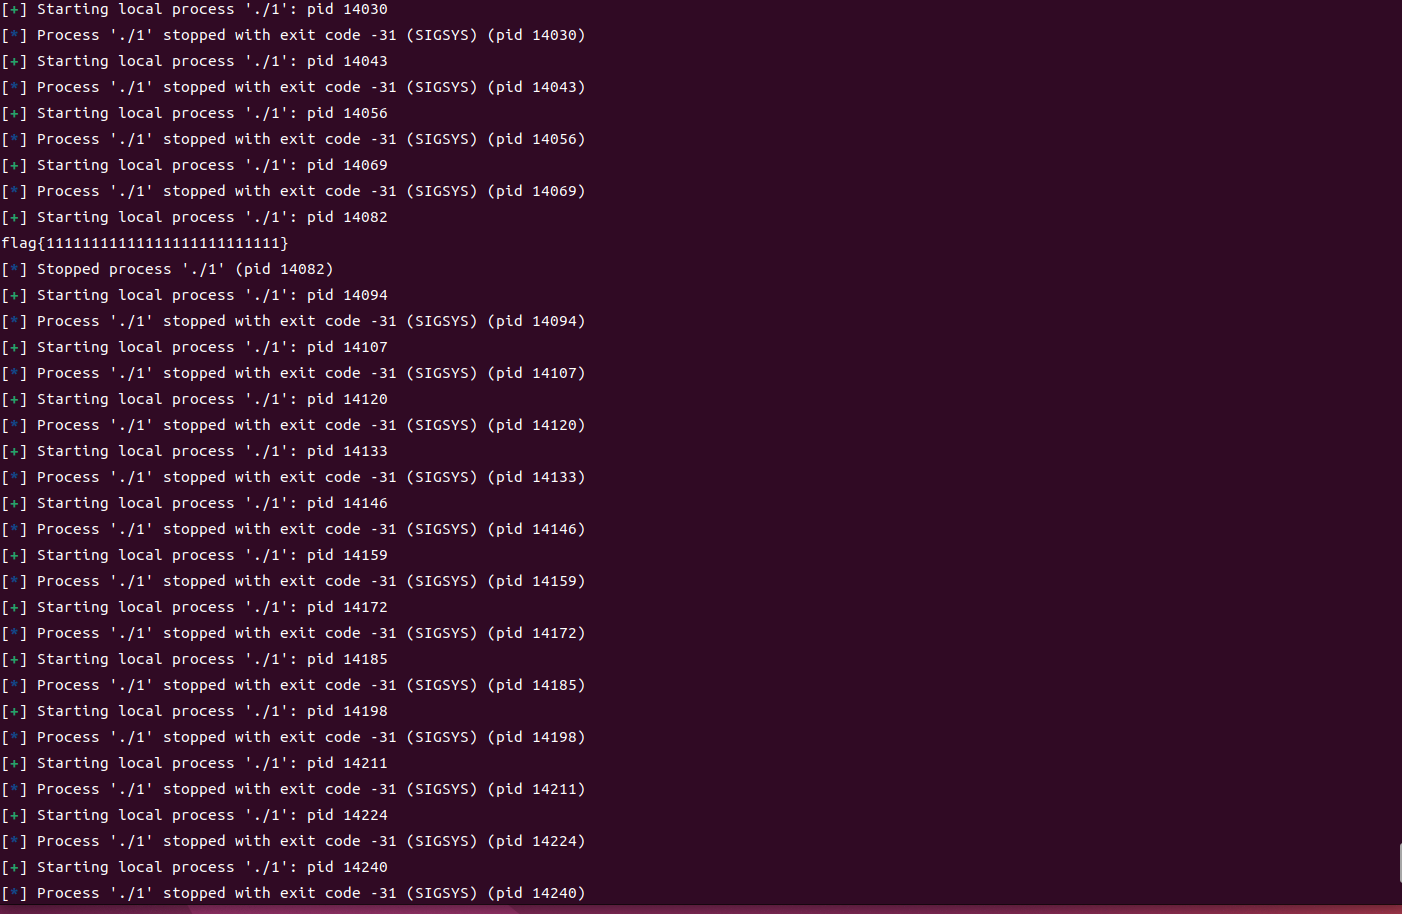 [+] Starting local process './1': pid 14030
[*] Process './1' stopped with exit code -31 (SIGSYS) (pid 14030)
[+] Starting local process './1': pid 14043
[*] Process './1' stopped with exit code -31 (SIGSYS) (pid 14043)
[+] Starting local process './1': pid 14056
[*] Process './1' stopped with exit code -31 (SIGSYS) (pid 14056)
[+] Starting local process './1': pid 14069
[*] Process './1' stopped with exit code -31 (SIGSYS) (pid 14069)
[+] Starting local process './1': pid 14082
flag{11111111111111111111111111}
[*] Stopped process './1' (pid 14082)
[+] Starting local process './1': pid 14094
[*] Process './1' stopped with exit code -31 (SIGSYS) (pid 14094)
[+] Starting local process './1': pid 14107
[*] Process './1' stopped with exit code -31 (SIGSYS) (pid 14107)
[+] Starting local process './1': pid 14120
[*] Process './1' stopped with exit code -31 (SIGSYS) (pid 14120)
[+] Starting local process './1': pid 14133
[*] Process './1' stopped with exit code -31 (SIGSYS) (pid 14133)
[+] Starting local process './1': pid 14146
[*] Process './1' stopped with exit code -31 (SIGSYS) (pid 14146)
[+] Starting local process './1': pid 14159
[*] Process './1' stopped with exit code -31 (SIGSYS) (pid 14159)
[+] Starting local process './1': pid 14172
[*] Process './1' stopped with exit code -31 (SIGSYS) (pid 14172)
[+] Starting local process './1': pid 14185
[*] Process './1' stopped with exit code -31 (SIGSYS) (pid 14185)
[+] Starting local process './1': pid 14198
[*] Process './1' stopped with exit code -31 (SIGSYS) (pid 14198)
[+] Starting local process './1': pid 14211
[*] Process './1' stopped with exit code -31 (SIGSYS) (pid 14211)
[+] Starting local process './1': pid 14224
[*] Process './1' stopped with exit code -31 (SIGSYS) (pid 14224)
[+] Starting local process './1': pid 14240
[*] Process './1' stopped with exit code -31 (SIGSYS) (pid 14240)